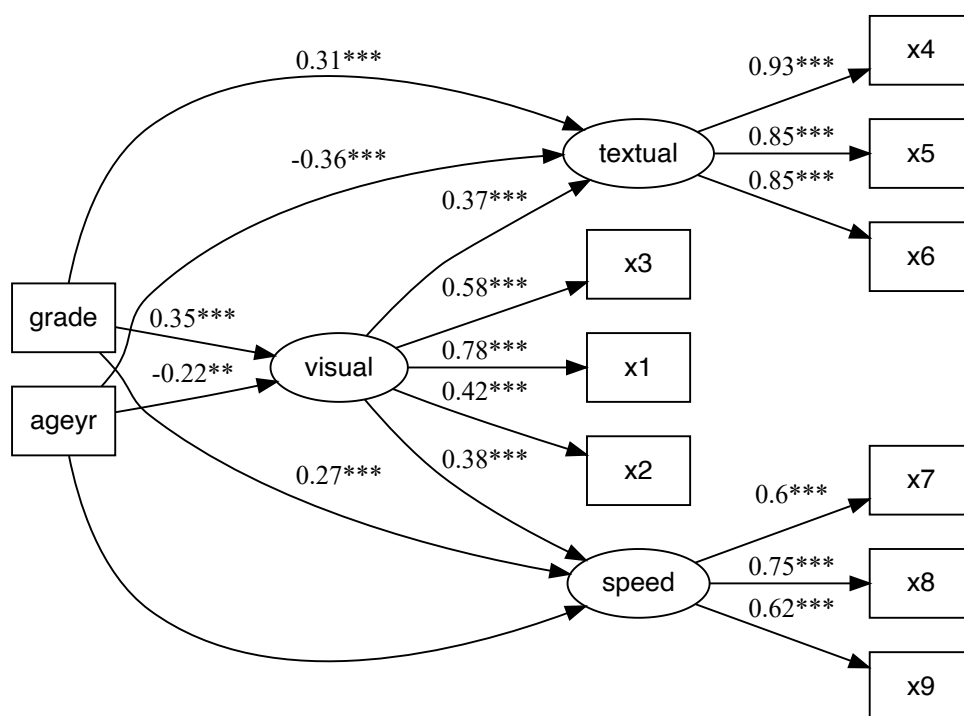 x4
0.31***
0.93***
-0.36***
textual
0.85***
x5
0.85***
0.37***
x6
x3
0.58***
grade
0.35***
visual
0.78***
x1
-0.22**
0.42***
ageyr
x2
0.38***
x7
0.27***
0.6***
speed
0.75***
x8
0.62***
x9